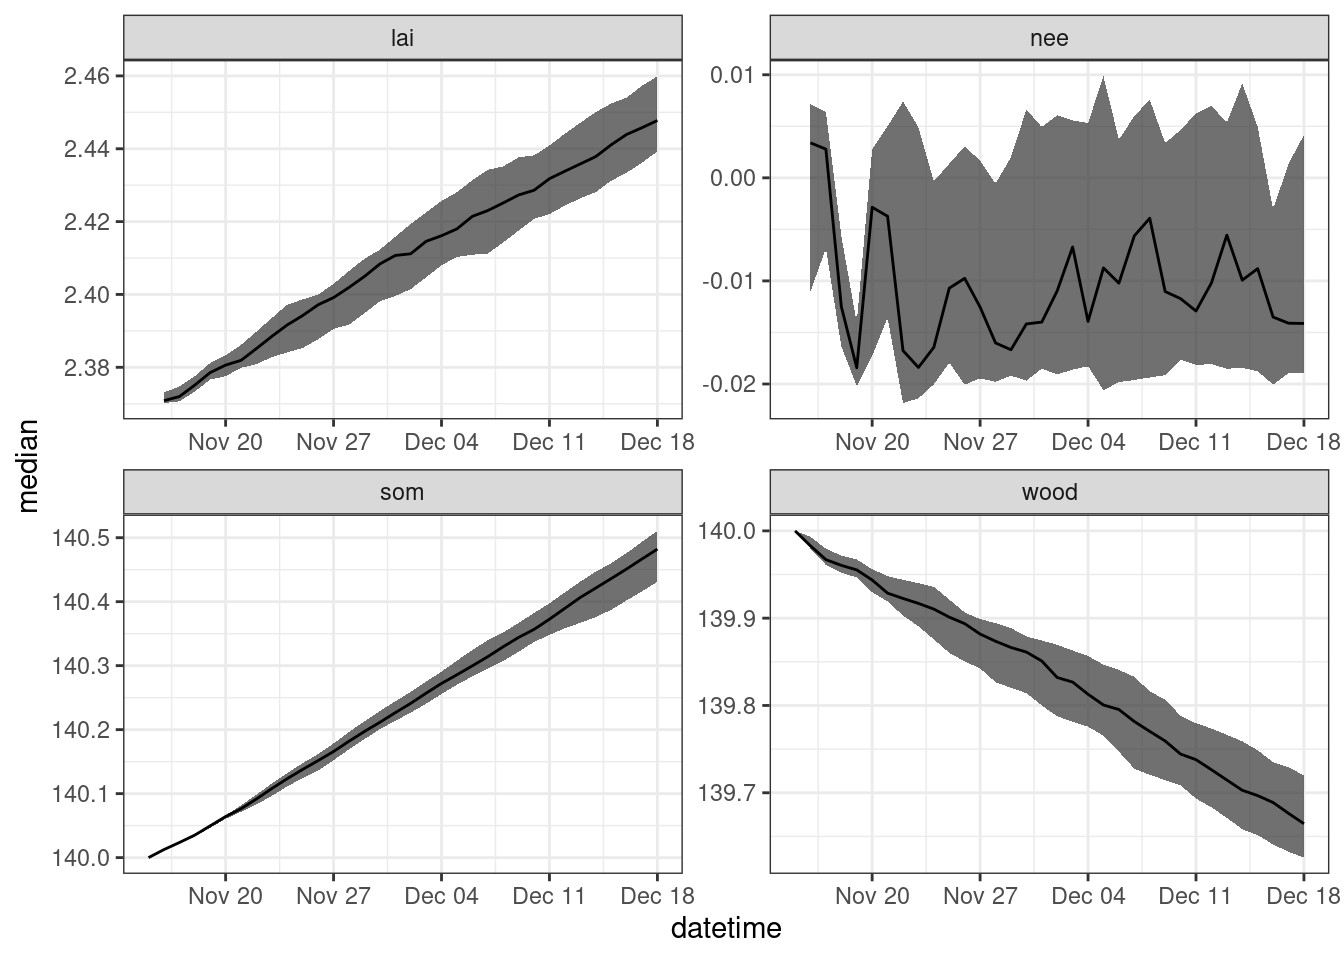 lai
nee
2.46
2.44
2.42
2.40
2.38
0.01
0.00
-0.01
-0.02
Nov 20 Nov 27 Dec 04 Dec 11 Dec 18
Nov 20 Nov 27 Dec 04 Dec 11 Dec 18
median
som
wood
140.5
140.4
140.3
140.2
140.1
140.0
140.0
139.9
139.8
139.7
Nov 20 Nov 27 Dec 04 Dec 11 Dec 18
Nov 20 Nov 27 Dec 04 Dec 11 Dec 18
datetime